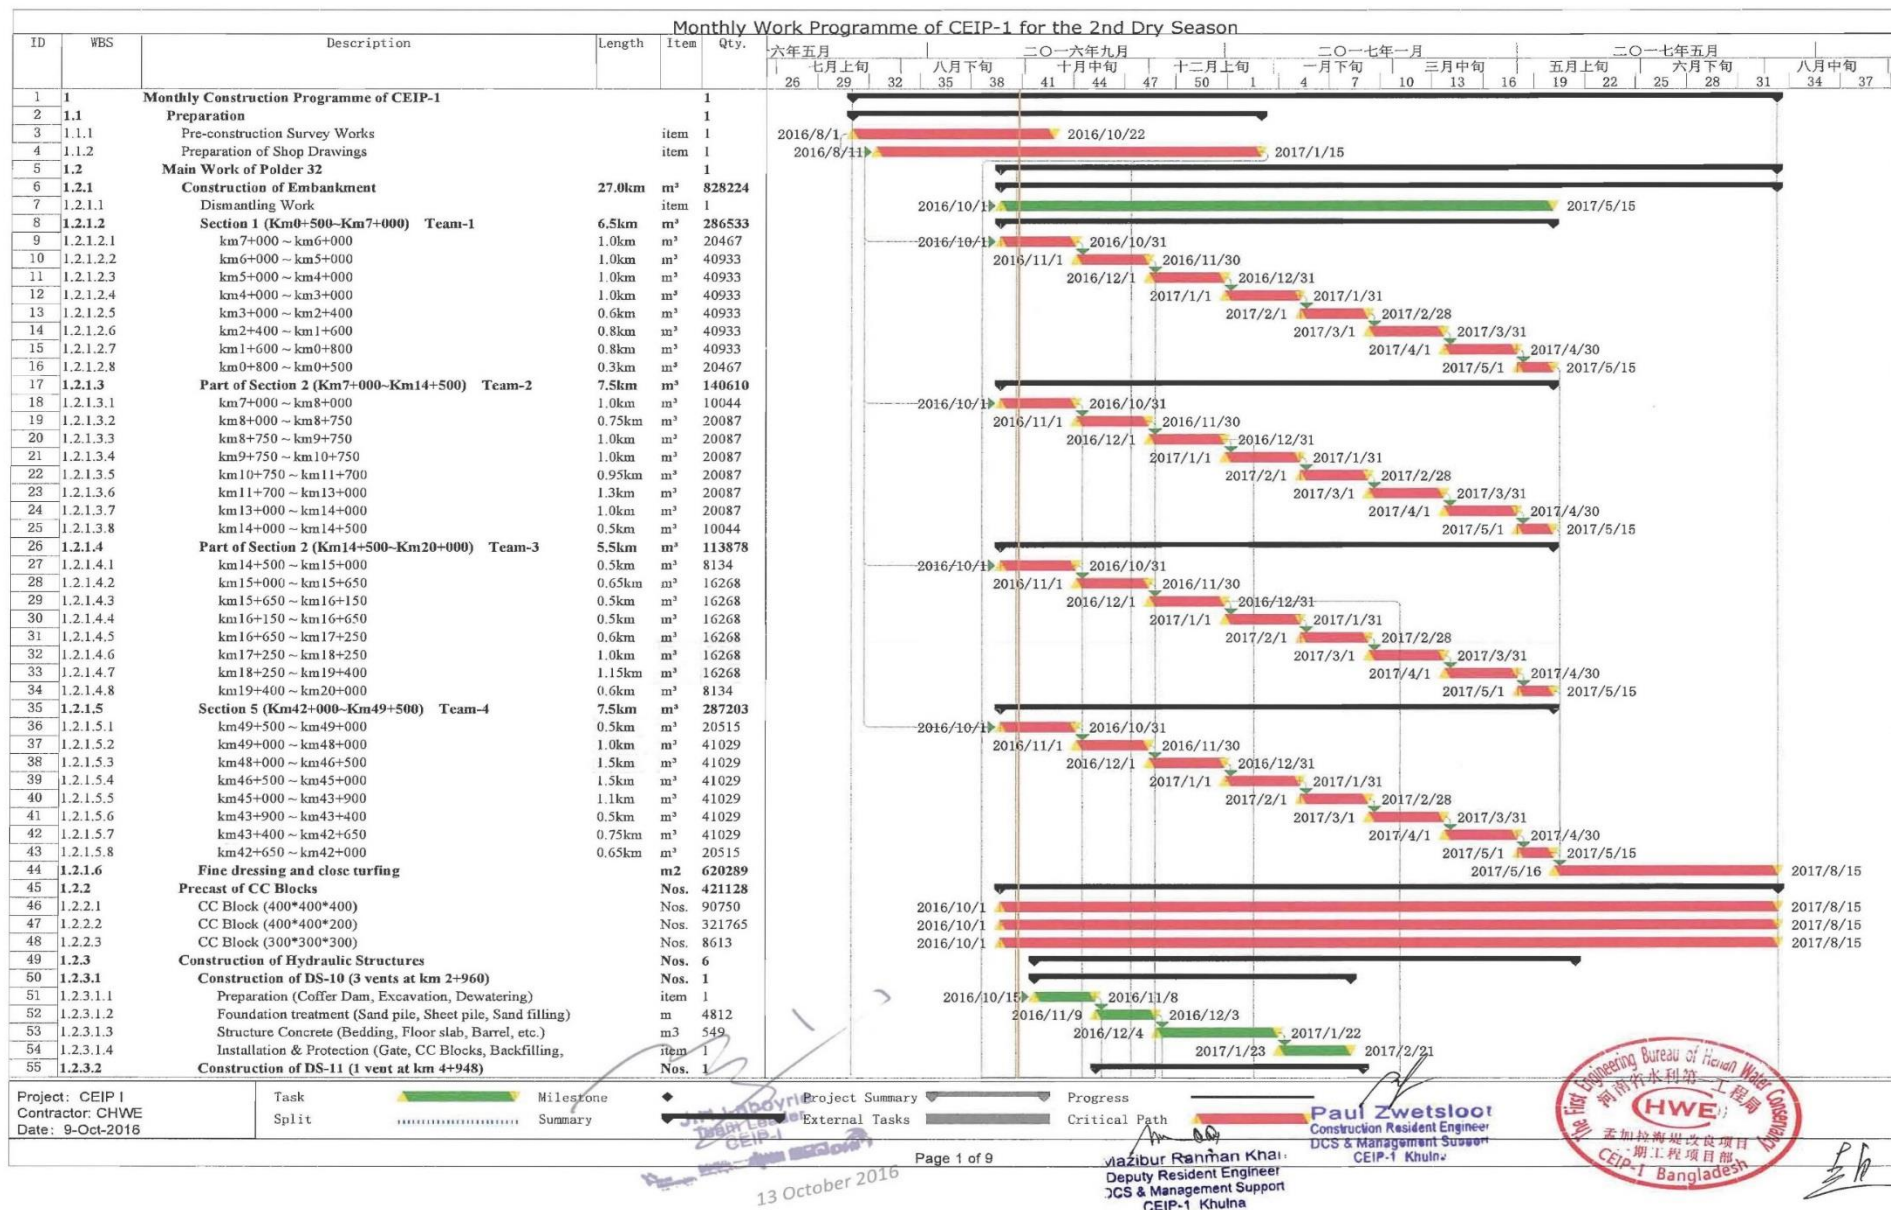 Monthly Work Programme of CEIP-1 for the 2nd Dry Season
ID WBS Description Length Item Qty. 六年五月 二〇一六年九月 二〇一七年一月 二〇一七年五月
七月上旬 八月下旬 十月中旬 十二月上旬 一月下旬 三月中旬 五月上旬 六月下旬 八月中旬
26 29 32 35 38 41 44 47 50 1 4 7 10 13 16 19 22 25 28 31 34 37
1 1 Monthly Construction Programme of CEIP-1 1
2 1.1 Preparation 1
3 1.1.1 Pre-construction Survey Works item 1 2016/8/1 2016/10/22
4 1.1.2 Preparation of Shop Drawings item 1 2016/8/11 2017/1/15
5 1.2 Main Work of Polder 32 1
6 1.2.1 Construction of Embankment 27.0km m³ 828224
7 1.2.1.1 Dismantling Work item 1 2016/10/1 2017/5/15
8 1.2.1.2 Section 1 (Km0+500~Km7+000) Team-1 6.5km m³ 286533
9 1.2.1.2.1 km7+000 ~ km6+000 1.0km m³ 20467 2016/10/1 2016/10/31
10 1.2.1.2.2 km6+000 ~ km5+000 1.0km m³ 40933 2016/11/1 2016/11/30
11 1.2.1.2.3 km5+000 ~ km4+000 1.0km m³ 40933 2016/12/1 2016/12/31
12 1.2.1.2.4 km4+000 ~ km3+000 1.0km m³ 40933 2017/1/1 2017/1/31
13 1.2.1.2.5 km3+000 ~ km2+400 0.6km m³ 40933 2017/2/1 2017/2/28
14 1.2.1.2.6 km2+400 ~ km1+600 0.8km m³ 40933 2017/3/1 2017/3/31
15 1.2.1.2.7 km1+600 ~ km0+800 0.8km m³ 40933 2017/4/1 2017/4/30
16 1.2.1.2.8 km0+800 ~ km0+500 0.3km m³ 20467 2017/5/1 2017/5/15
17 1.2.1.3 Part of Section 2 (Km7+000~Km14+500) Team-2 7.5km m³ 140610
18 1.2.1.3.1 km7+000 ~ km8+000 1.0km m³ 10044 2016/10/1 2016/10/31
19 1.2.1.3.2 km8+000 ~ km8+750 0.75km m³ 20087 2016/11/1 2016/11/30
20 1.2.1.3.3 km8+750 ~ km9+750 1.0km m³ 20087 2016/12/1 2016/12/31
21 1.2.1.3.4 km9+750 ~ km10+750 1.0km m³ 20087 2017/1/1 2017/1/31
22 1.2.1.3.5 km10+750 ~ km11+700 0.95km m³ 20087 2017/2/1 2017/2/28
23 1.2.1.3.6 km11+700 ~ km13+000 1.3km m³ 20087 2017/3/1 2017/3/31
24 1.2.1.3.7 km13+000 ~ km14+000 1.0km m³ 20087 2017/4/1 2017/4/30
25 1.2.1.3.8 km14+000 ~ km14+500 0.5km m³ 10044 2017/5/1 2017/5/15
26 1.2.1.4 Part of Section 2 (Km14+500~Km20+000) Team-3 5.5km m³ 113878
27 1.2.1.4.1 km14+500 ~ km15+000 0.5km m³ 8134 2016/10/1 2016/10/31
28 1.2.1.4.2 km15+000 ~ km15+650 0.65km m³ 16268 2016/11/1 2016/11/30
29 1.2.1.4.3 km15+650 ~ km16+150 0.5km m³ 16268 2016/12/1 2016/12/31
30 1.2.1.4.4 km16+150 ~ km16+650 0.5km m³ 16268 2017/1/1 2017/1/31
31 1.2.1.4.5 km16+650 ~ km17+250 0.6km m³ 16268 2017/2/1 2017/2/28
32 1.2.1.4.6 km17+250 ~ km18+250 1.0km m³ 16268 2017/3/1 2017/3/31
33 1.2.1.4.7 km18+250 ~ km19+400 1.15km m³ 16268 2017/4/1 2017/4/30
34 1.2.1.4.8 km19+400 ~ km20+000 0.6km m³ 8134 2017/5/1 2017/5/15
35 1.2.1.5 Section 5 (Km42+000~Km49+500) Team-4 7.5km m³ 287203
36 1.2.1.5.1 km49+500 ~ km49+000 0.5km m³ 20515 2016/10/1 2016/10/31
37 1.2.1.5.2 km49+000 ~ km48+000 1.0km m³ 41029 2016/11/1 2016/11/30
38 1.2.1.5.3 km48+000 ~ km46+500 1.5km m³ 41029 2016/12/1 2016/12/31
39 1.2.1.5.4 km46+500 ~ km45+000 1.5km m³ 41029 2017/1/1 2017/1/31
40 1.2.1.5.5 km45+000 ~ km43+900 1.1km m³ 41029 2017/2/1 2017/2/28
41 1.2.1.5.6 km43+900 ~ km43+400 0.5km m³ 41029 2017/3/1 2017/3/31
42 1.2.1.5.7 km43+400 ~ km42+650 0.75km m³ 41029 2017/4/1 2017/4/30
43 1.2.1.5.8 km42+650 ~ km42+000 0.65km m³ 20515 2017/5/1 2017/5/15
44 1.2.1.6 Fine dressing and close turfing m2 620289 2017/5/16 2017/8/15
45 1.2.2 Precast of CC Blocks Nos. 421128
46 1.2.2.1 CC Block (400*400*400) Nos. 90750 2016/10/1 2017/8/15
47 1.2.2.2 CC Block (400*400*200) Nos. 321765 2016/10/1 2017/8/15
48 1.2.2.3 CC Block (300*300*300) Nos. 8613 2016/10/1 2017/8/15
49 1.2.3 Construction of Hydraulic Structures Nos. 6
50 1.2.3.1 Construction of DS-10 (3 vents at km 2+960) Nos. 1
51 1.2.3.1.1 Preparation (Coffer Dam, Excavation, Dewatering) item 1 2016/10/15 2016/11/8
52 1.2.3.1.2 Foundation treatment (Sand pile, Sheet pile, Sand filling) m 4812 2016/11/9 2016/12/3
53 1.2.3.1.3 Structure Concrete (Bedding, Floor slab, Barrel, etc.) m3 549 2016/12/4 2017/1/22
54 1.2.3.1.4 Installation & Protection (Gate, CC Blocks, Backfilling, item 1 2017/1/23 2017/2/21
55 1.2.3.2 Construction of DS-11 (1 vent at km 4+948) Nos. 1
Project: CEIP I
Contractor: CHWE
Date: 9-Oct-2016
Task Milestone Project Summary Progress
Split Summary External Tasks Critical Path
Team Leader
CEIP-I
13 October 2016
Page 1 of 9
Deputy Resident Engineer
DCS & Management Support
CEIP-1 Khulna
Paul Zwetsloot
Construction Resident Engineer
DCS & Management Support
CEIP-1 Khulna
The First Engineering Bureau of Henan Water Conservancy
河南省水利第一工程局
HWE
孟加拉海堤改良项目
一期工程项目部
CEIP-1 Bangladesh